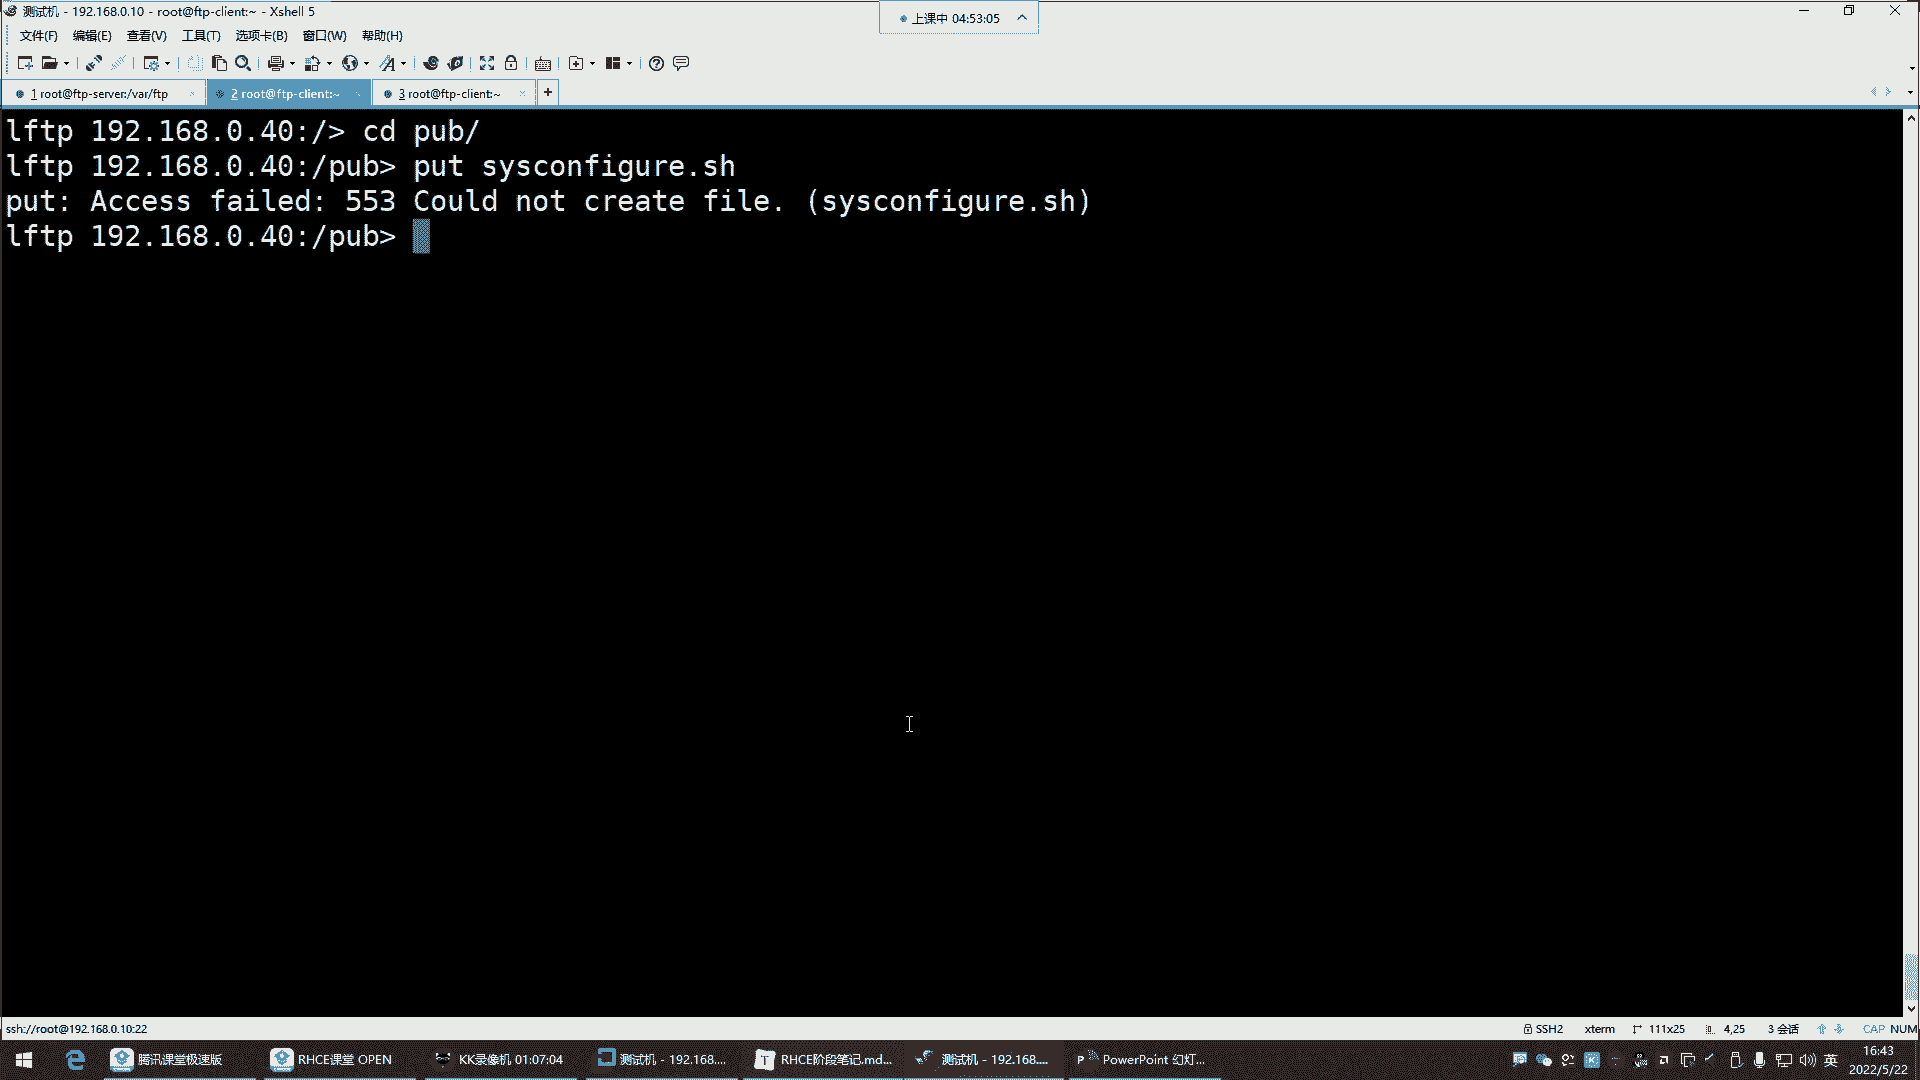 测试机 - 192.168.0.10 - root@ftp-client:~ - Xshell 5
上课中 04:53:05
文件(F) 编辑(E) 查看(V) 工具(T) 选项卡(B) 窗口(W) 帮助(H)
1 root@ftp-server:/var/ftp 2 root@ftp-client:~ 3 root@ftp-client:~
lftp 192.168.0.40:/> cd pub/
lftp 192.168.0.40:/pub> put sysconfigure.sh
put: Access failed: 553 Could not create file. (sysconfigure.sh)
lftp 192.168.0.40:/pub>
ssh://root@192.168.0.10:22 SSH2 xterm 111x25 4,25 3 会话 CAP NUM
腾讯课堂极速版 RHCE课堂 OPEN KK录像机 01:07:04 测试机 - 192.168.... RHCE阶段笔记.md... 测试机 - 192.168.... PowerPoint 幻灯... 英 16:43
2022/5/22